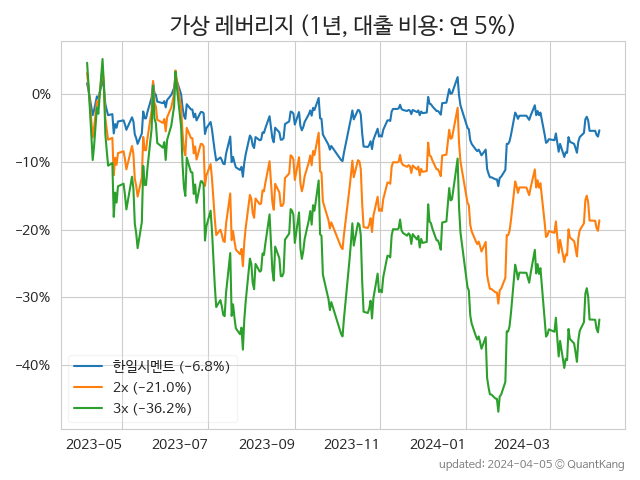 가상 레버리지 (1년, 대출 비용: 연 5%)
0%
−10%
−20%
−30%
−40%
한일시멘트 (−6.8%)
2x (−21.0%)
3x (−36.2%)
2023-05 2023-07 2023-09 2023-11 2024-01 2024-03
updated: 2024-04-05 © QuantKang